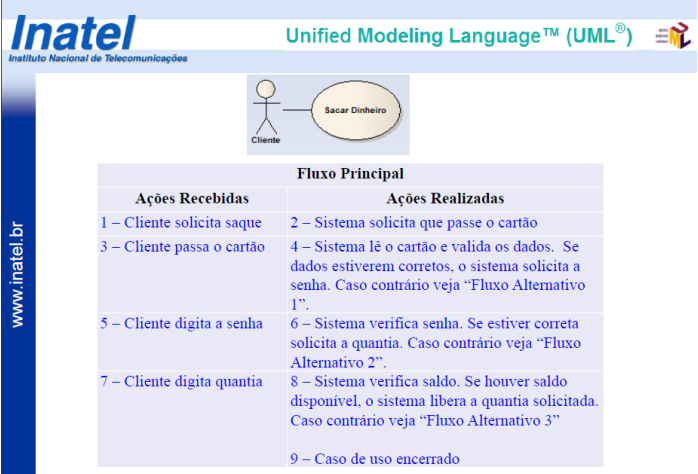 Inatel
Instituto Nacional de Telecomunicações
Unified Modeling Language™ (UML®)
www.inatel.br
Sacar Dinheiro
Cliente
Fluxo Principal
Ações Recebidas
Ações Realizadas
1 – Cliente solicita saque
2 – Sistema solicita que passe o cartão
3 – Cliente passa o cartão
4 – Sistema lê o cartão e valida os dados. Se
dados estiverem corretos, o sistema solicita a
senha. Caso contrário veja “Fluxo Alternativo
1”.
5 – Cliente digita a senha
6 – Sistema verifica senha. Se estiver correta
solicita a quantia. Caso contrário veja “Fluxo
Alternativo 2”.
7 – Cliente digita quantia
8 – Sistema verifica saldo. Se houver saldo
disponível, o sistema libera a quantia solicitada.
Caso contrário veja “Fluxo Alternativo 3”
9 – Caso de uso encerrado